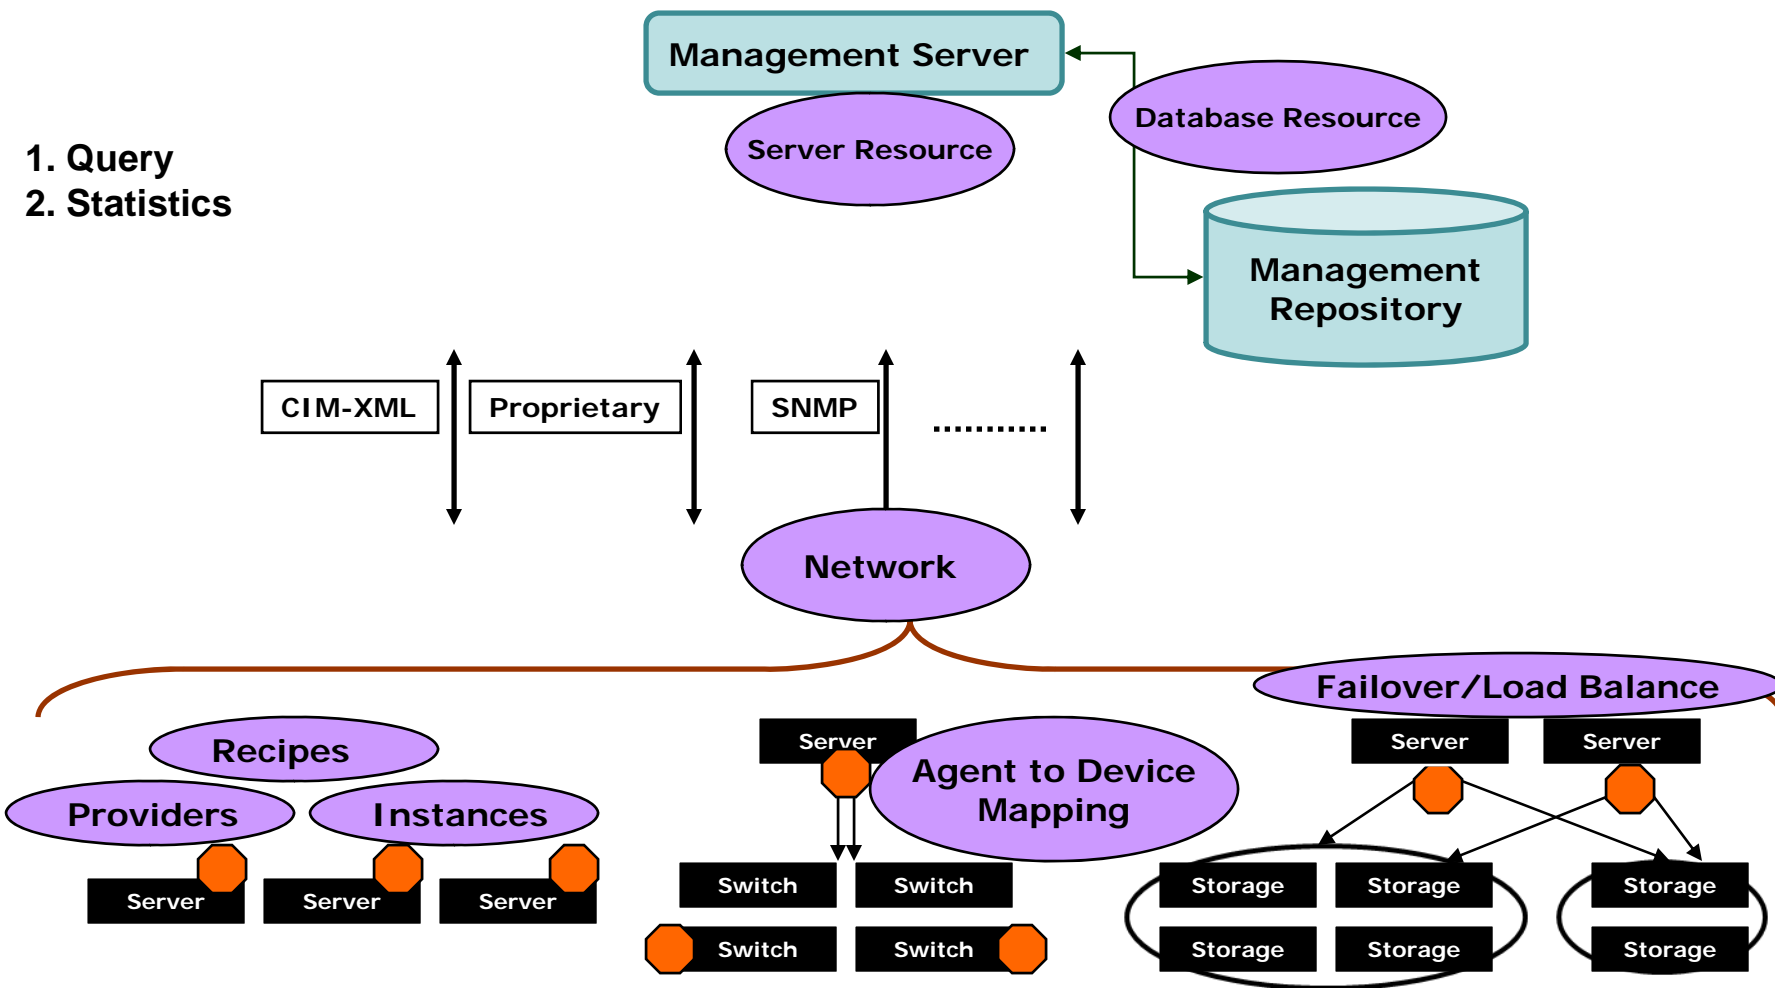 Management Server
Server Resource
Database Resource
1. Query
2. Statistics
Management
Repository
CIM-XML
Proprietary
SNMP
Network
Failover/Load Balance
Recipes
Providers
Instances
Server
Server
Server
Server
Agent to Device
Mapping
Switch
Switch
Switch
Switch
Server
Server
Storage
Storage
Storage
Storage
Storage
Storage